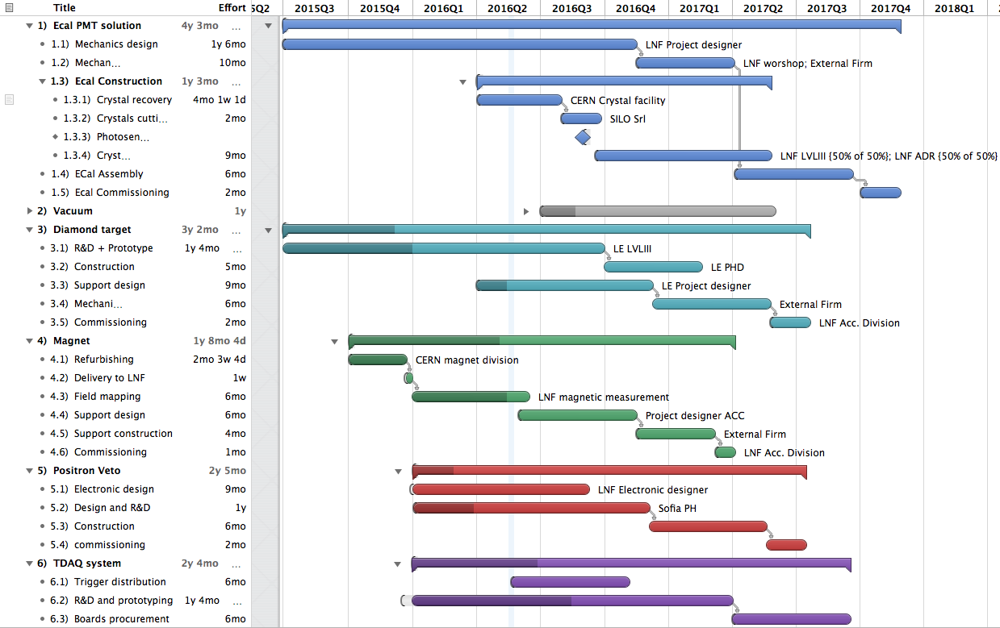 Title Effort 5Q2 2015Q3 2015Q4 2016Q1 2016Q2 2016Q3 2016Q4 2017Q1 2017Q2 2017Q3 2017Q4 2018Q1
1) Ecal PMT solution 4y 3mo ...
1.1) Mechanics design 1y 6mo LNF Project designer
1.2) Mechan... 10mo LNF worshop; External Firm
1.3) Ecal Construction 1y 3mo ...
1.3.1) Crystal recovery 4mo 1w 1d CERN Crystal facility
1.3.2) Crystals cutti... 2mo SILO Srl
1.3.3) Photosen...
1.3.4) Cryst... 9mo LNF LVLIII {50% of 50%}; LNF ADR {50% of 50%}
1.4) ECal Assembly 6mo
1.5) Ecal Commissioning 2mo
2) Vacuum 1y
3) Diamond target 3y 2mo ...
3.1) R&D + Prototype 1y 4mo ... LE LVLIII
3.2) Construction 5mo LE PHD
3.3) Support design 9mo LE Project designer
3.4) Mechani... 6mo External Firm
3.5) Commissioning 2mo LNF Acc. Division
4) Magnet 1y 8mo 4d
4.1) Refurbishing 2mo 3w 4d CERN magnet division
4.2) Delivery to LNF 1w
4.3) Field mapping 6mo LNF magnetic measurement
4.4) Support design 6mo Project designer ACC
4.5) Support construction 4mo External Firm
4.6) Commissioning 1mo LNF Acc. Division
5) Positron Veto 2y 5mo
5.1) Electronic design 9mo LNF Electronic designer
5.2) Design and R&D 1y Sofia PH
5.3) Construction 6mo
5.4) commissioning 2mo
6) TDAQ system 2y 4mo ...
6.1) Trigger distribution 6mo
6.2) R&D and prototyping 1y 4mo ...
6.3) Boards procurement 6mo